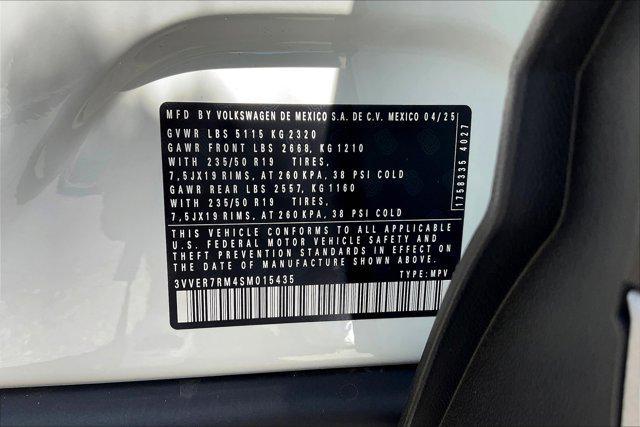 MFD BY VOLKSWAGEN DE MEXICO S.A. DE C.V. MEXICO 04/25
GVWR LBS 5115 KG 2320
GAWR FRONT LBS 2668, KG 1210
WITH 235/50 R19 TIRES,
7,5JX19 RIMS, AT 260 KPA, 38 PSI COLD
GAWR REAR LBS 2557, KG 1160
WITH 235/50 R19 TIRES,
7,5JX19 RIMS, AT 260 KPA, 38 PSI COLD
THIS VEHICLE CONFORMS TO ALL APPLICABLE
U.S. FEDERAL MOTOR VEHICLE SAFETY AND
THEFT PREVENTION STANDARDS IN EFFECT ON
THE DATE OF MANUFACTURE SHOWN ABOVE.
3VVER7RM4SM015435 TYPE: MPV
1758335 4027